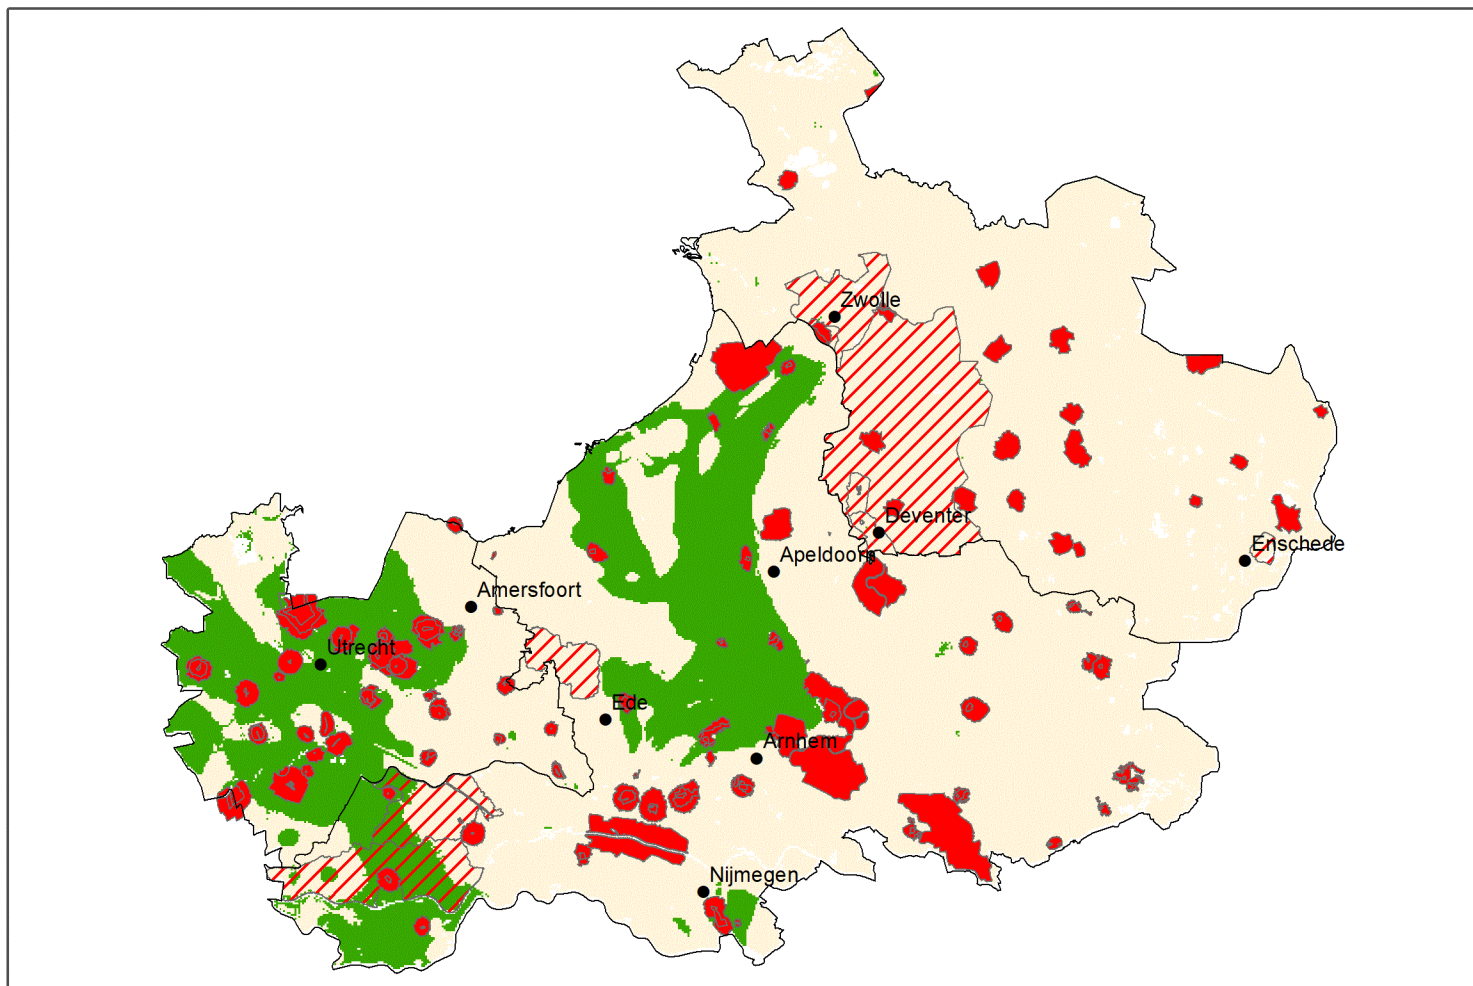 Zwolle
Deventer
Enschede
Apeldoorn
Amersfoort
Utrecht
Ede
Arnhem
Nijmegen